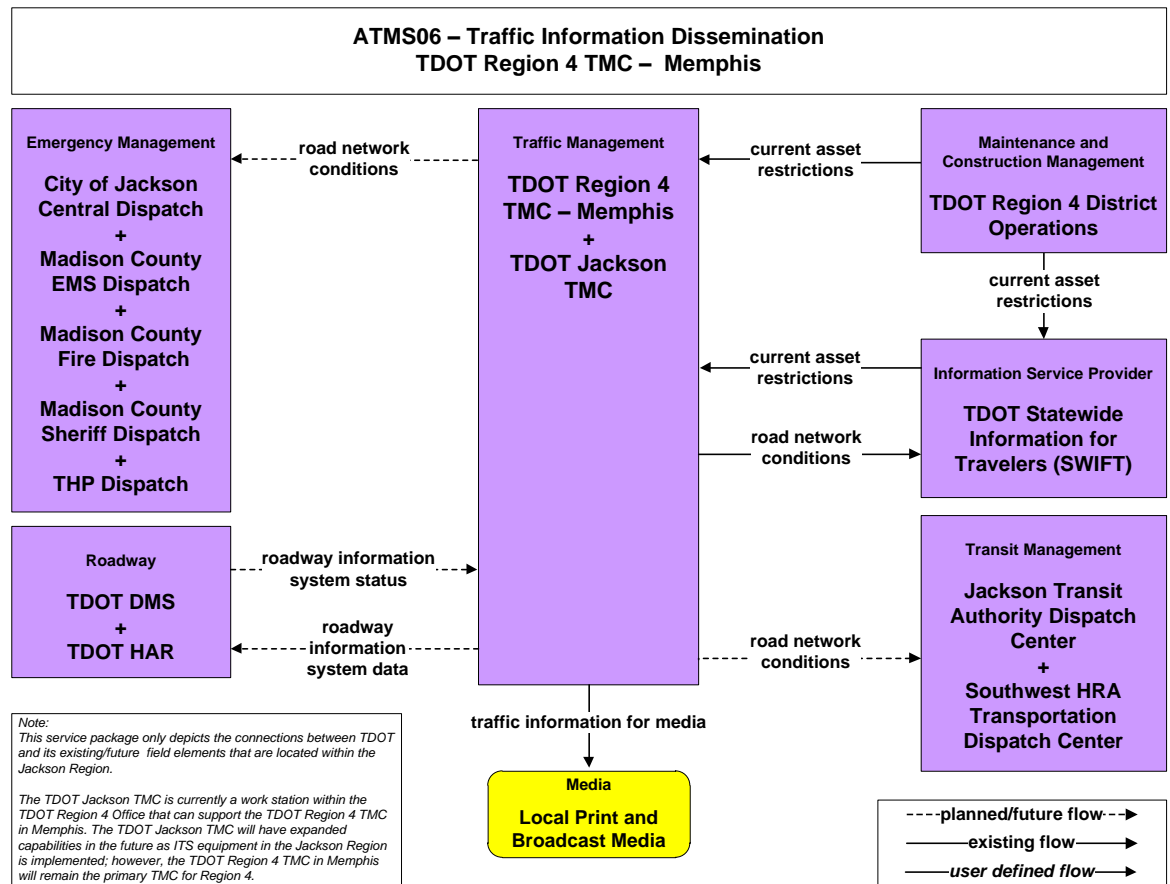 ATMS06 – Traffic Information Dissemination
TDOT Region 4 TMC – Memphis
Emergency Management
City of Jackson
Central Dispatch
+
Madison County
EMS Dispatch
+
Madison County
Fire Dispatch
+
Madison County
Sheriff Dispatch
+
THP Dispatch
road network
conditions
Traffic Management
TDOT Region 4
TMC – Memphis
+
TDOT Jackson
TMC
current asset
restrictions
Maintenance and
Construction Management
TDOT Region 4 District
Operations
current asset
restrictions
current asset
restrictions
road network
conditions
Information Service Provider
TDOT Statewide
Information for
Travelers (SWIFT)
Roadway
TDOT DMS
+
TDOT HAR
roadway information
system status
roadway
information
system data
road network
conditions
Transit Management
Jackson Transit
Authority Dispatch
Center
+
Southwest HRA
Transportation
Dispatch Center
traffic information for media
Media
Local Print and
Broadcast Media
Note:
This service package only depicts the connections between TDOT
and its existing/future field elements that are located within the
Jackson Region.
The TDOT Jackson TMC is currently a work station within the
TDOT Region 4 Office that can support the TDOT Region 4 TMC
in Memphis. The TDOT Jackson TMC will have expanded
capabilities in the future as ITS equipment in the Jackson Region
is implemented; however, the TDOT Region 4 TMC in Memphis
will remain the primary TMC for Region 4.
planned/future flow
existing flow
user defined flow